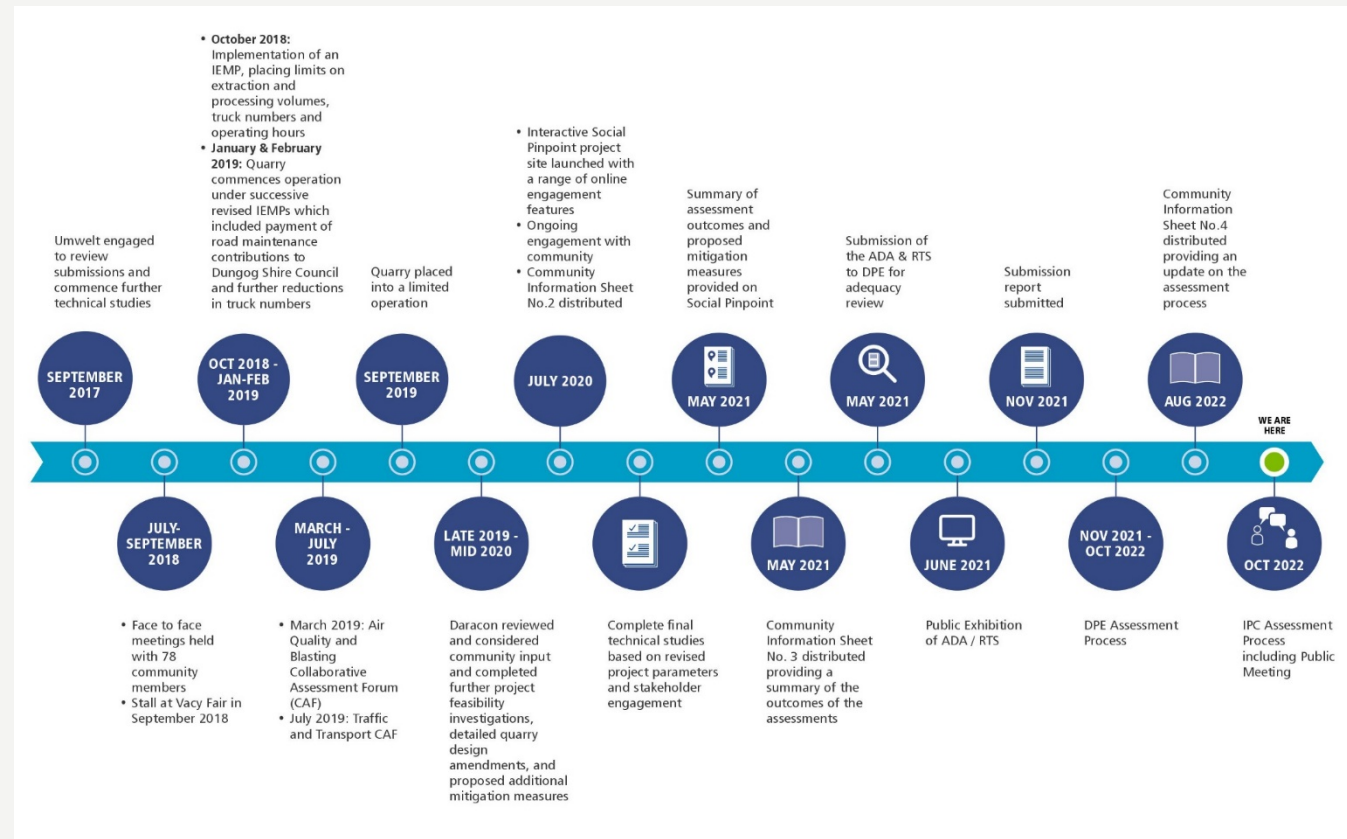 Umwelt engaged
to review
submissions and
commence further
technical studies
SEPTEMBER
2017
JULY-
SEPTEMBER
2018
• Face to face
meetings held
with 78
community
members
• Stall at Vacy Fair in
September 2018
• October 2018:
Implementation of an
IEMP, placing limits on
extraction and
processing volumes,
truck numbers and
operating hours
• January & February
2019: Quarry
commences operation
under successive
revised IEMPs which
included payment of
road maintenance
contributions to
Dungog Shire Council
and further reductions
in truck numbers
OCT 2018 -
JAN-FEB
2019
MARCH -
JULY
2019
• March 2019: Air
Quality and
Blasting
Collaborative
Assessment Forum
(CAF)
• July 2019: Traffic
and Transport CAF
Quarry placed
into a limited
operation
SEPTEMBER
2019
LATE 2019 -
MID 2020
Daracon reviewed
and considered
community input
and completed
further project
feasibility
investigations,
detailed quarry
design
amendments, and
proposed additional
mitigation measures
• Interactive Social
Pinpoint project
site launched with
a range of online
engagement
features
• Ongoing
engagement with
community
• Community
Information Sheet
No.2 distributed
JULY 2020
Complete final
technical studies
based on revised
project parameters
and stakeholder
engagement
Summary of
assessment
outcomes and
proposed
mitigation
measures
provided on
Social Pinpoint
MAY 2021
MAY 2021
Community
Information Sheet
No. 3 distributed
providing a
summary of the
outcomes of the
assessments
Submission of
the ADA & RTS
to DPE for
adequacy
review
MAY 2021
JUNE 2021
Public Exhibition
of ADA / RTS
Submission
report
submitted
NOV 2021
NOV 2021 -
OCT 2022
DPE Assessment
Process
Community
Information
Sheet No.4
distributed
providing an
update on the
assessment
process
AUG 2022
WE ARE
HERE
OCT 2022
IPC Assessment
Process
including Public
Meeting